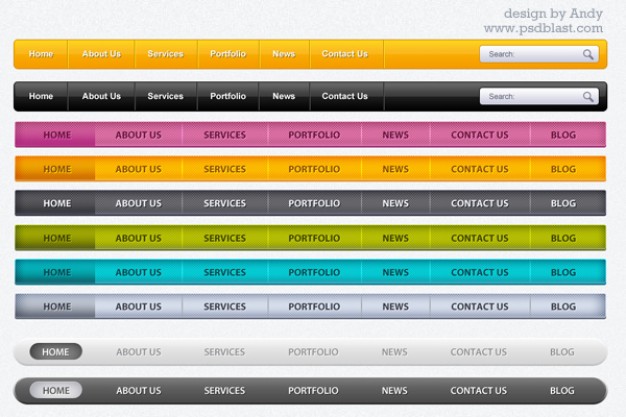 design by Andy
www.psdblast.com
Home About Us Services Portfolio News Contact Us Search:
Home About Us Services Portfolio News Contact Us Search:
HOME ABOUT US SERVICES PORTFOLIO NEWS CONTACT US BLOG
HOME ABOUT US SERVICES PORTFOLIO NEWS CONTACT US BLOG
HOME ABOUT US SERVICES PORTFOLIO NEWS CONTACT US BLOG
HOME ABOUT US SERVICES PORTFOLIO NEWS CONTACT US BLOG
HOME ABOUT US SERVICES PORTFOLIO NEWS CONTACT US BLOG
HOME ABOUT US SERVICES PORTFOLIO NEWS CONTACT US BLOG
HOME ABOUT US SERVICES PORTFOLIO NEWS CONTACT US BLOG
HOME ABOUT US SERVICES PORTFOLIO NEWS CONTACT US BLOG